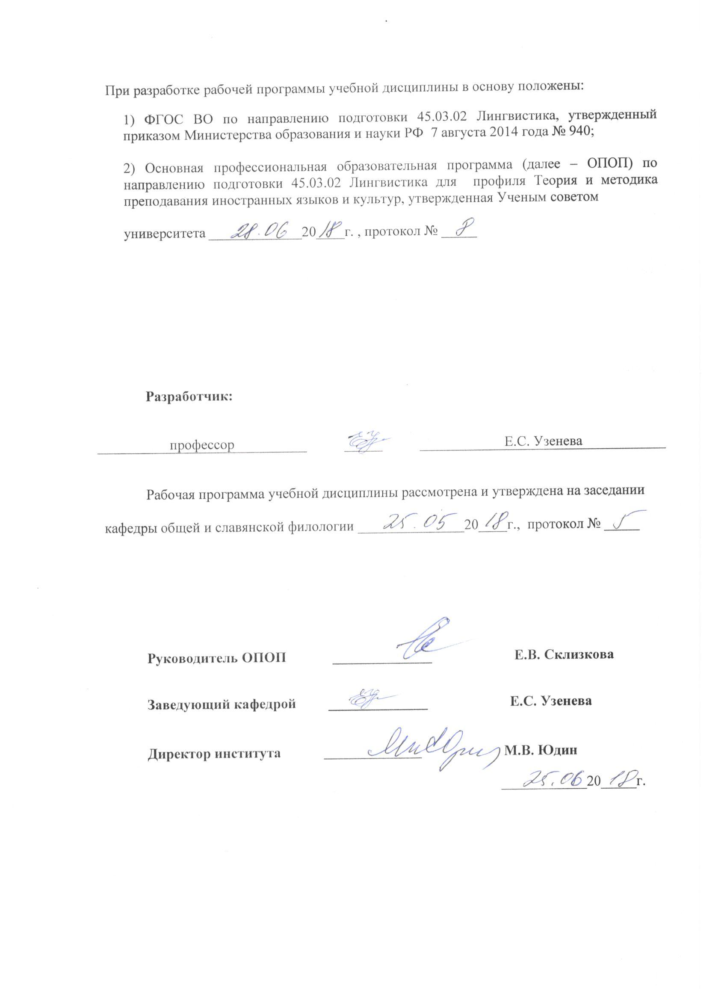 При разработке рабочей программы учебной дисциплины в основу положены:
1) ФГОС ВО по направлению подготовки 45.03.02 Лингвистика, утвержденный
приказом Министерства образования и науки РФ 7 августа 2014 года № 940;
2) Основная профессиональная образовательная программа (далее – ОПОП) по
направлению подготовки 45.03.02 Лингвистика для профиля Теория и методика
преподавания иностранных языков и культур, утвержденная Ученым советом
университета 28.06 2018 г. , протокол № 8
Разработчик:
профессор Е.С. Узенева
Рабочая программа учебной дисциплины рассмотрена и утверждена на заседании
кафедры общей и славянской филологии 25.05 2018 г., протокол № 5
Руководитель ОПОП Е.В. Склизкова
Заведующий кафедрой Е.С. Узенева
Директор института М.В. Юдин
25.06 2018 г.